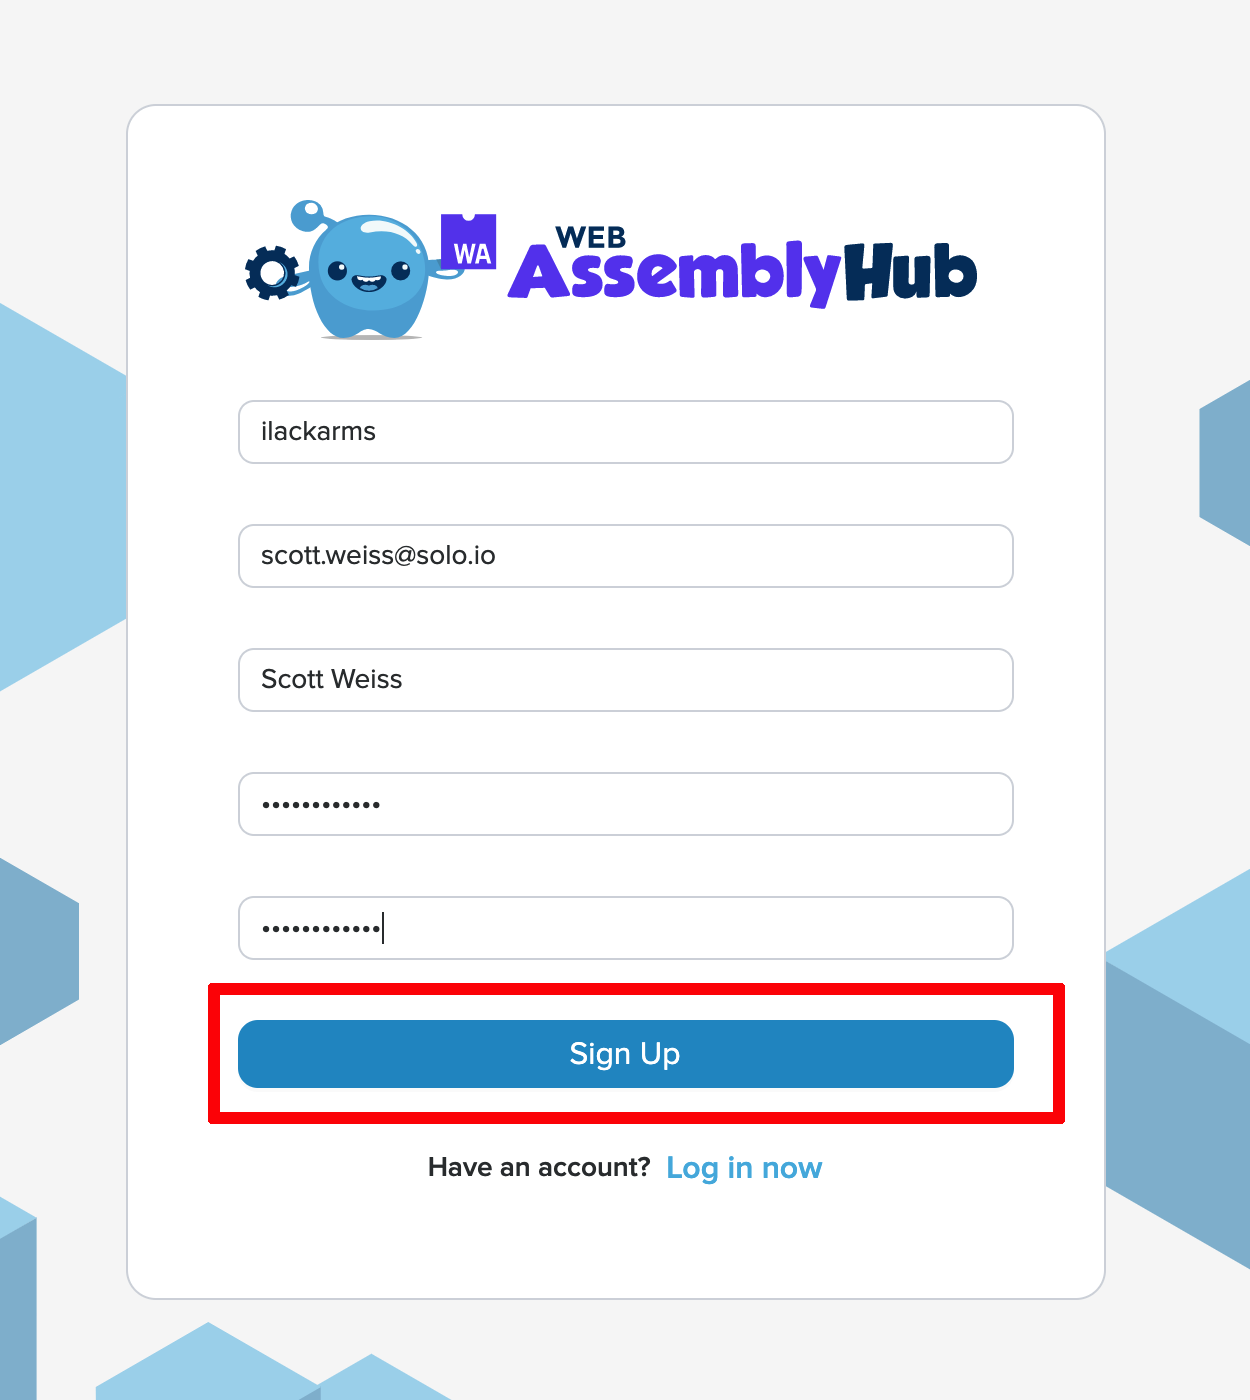 WA
WEB
AssemblyHub
ilackarms
scott.weiss@solo.io
Scott Weiss
••••••••••••
••••••••••••
Sign Up
Have an account? Log in now